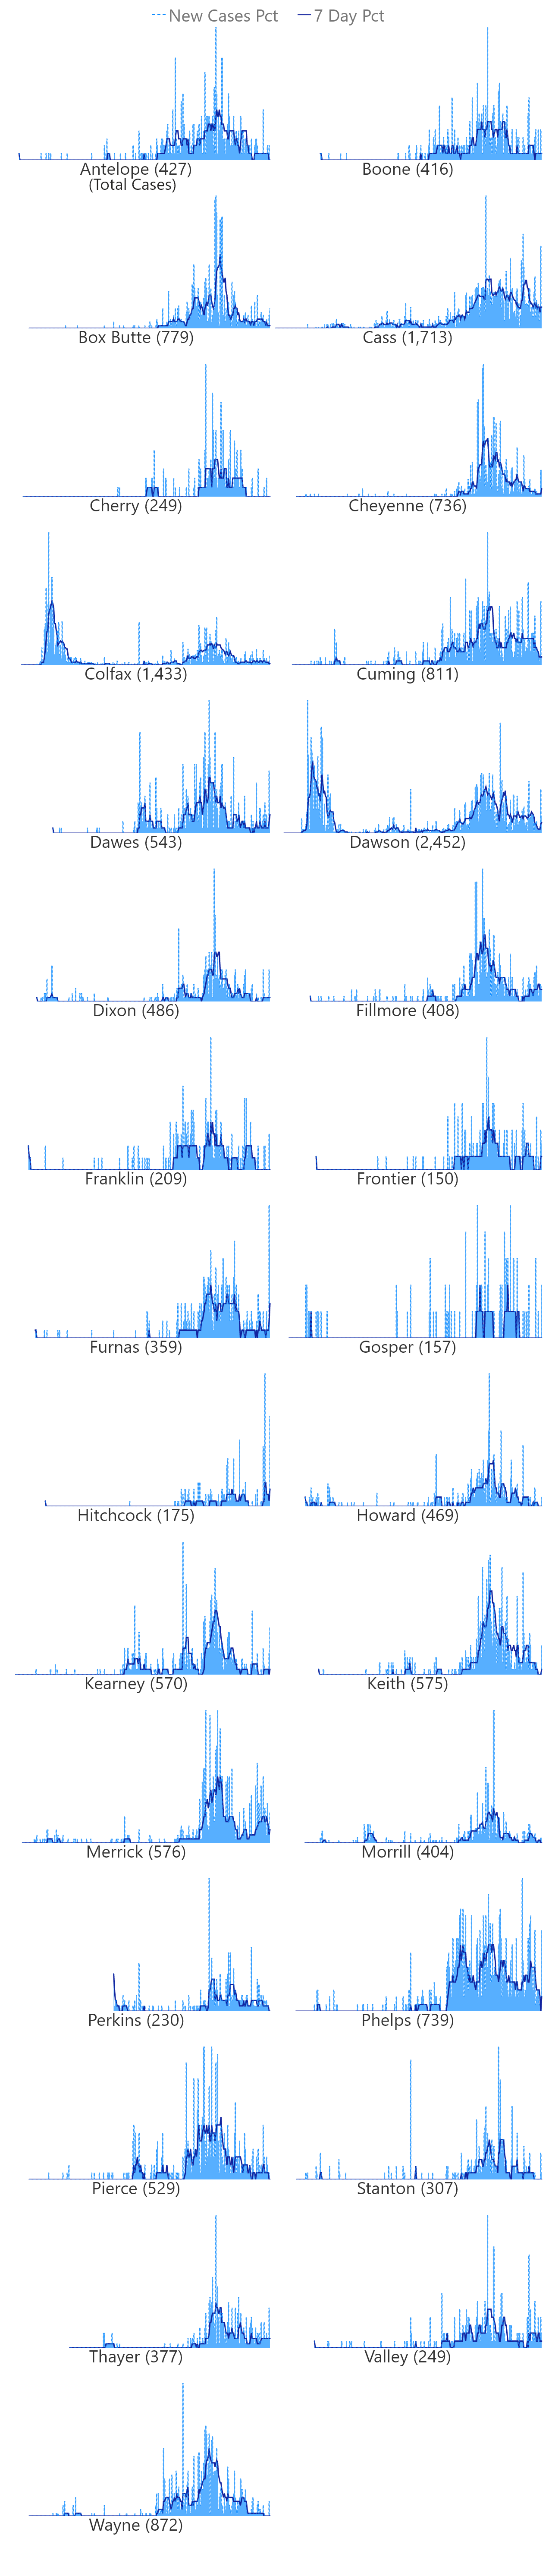 New Cases Pct 7 Day Pct
Antelope (427) Boone (416)
(Total Cases)
Box Butte (779) Cass (1,713)
Cherry (249) Cheyenne (736)
Colfax (1,433) Cuming (811)
Dawes (543) Dawson (2,452)
Dixon (486) Fillmore (408)
Franklin (209) Frontier (150)
Furnas (359) Gosper (157)
Hitchcock (175) Howard (469)
Kearney (570) Keith (575)
Merrick (576) Morrill (404)
Perkins (230) Phelps (739)
Pierce (529) Stanton (307)
Thayer (377) Valley (249)
Wayne (872)